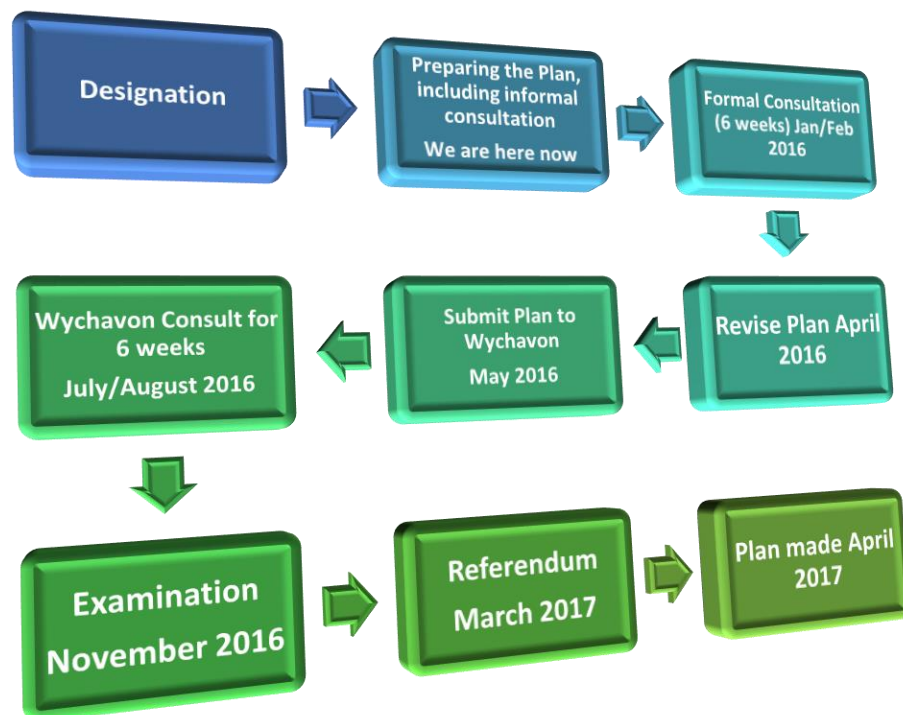 Designation
Preparing the Plan,
including informal
consultation
We are here now
Formal Consultation
(6 weeks) Jan/Feb
2016
Revise Plan April
2016
Submit Plan to
Wychavon
May 2016
Wychavon Consult for
6 weeks
July/August 2016
Examination
November 2016
Referendum
March 2017
Plan made April
2017